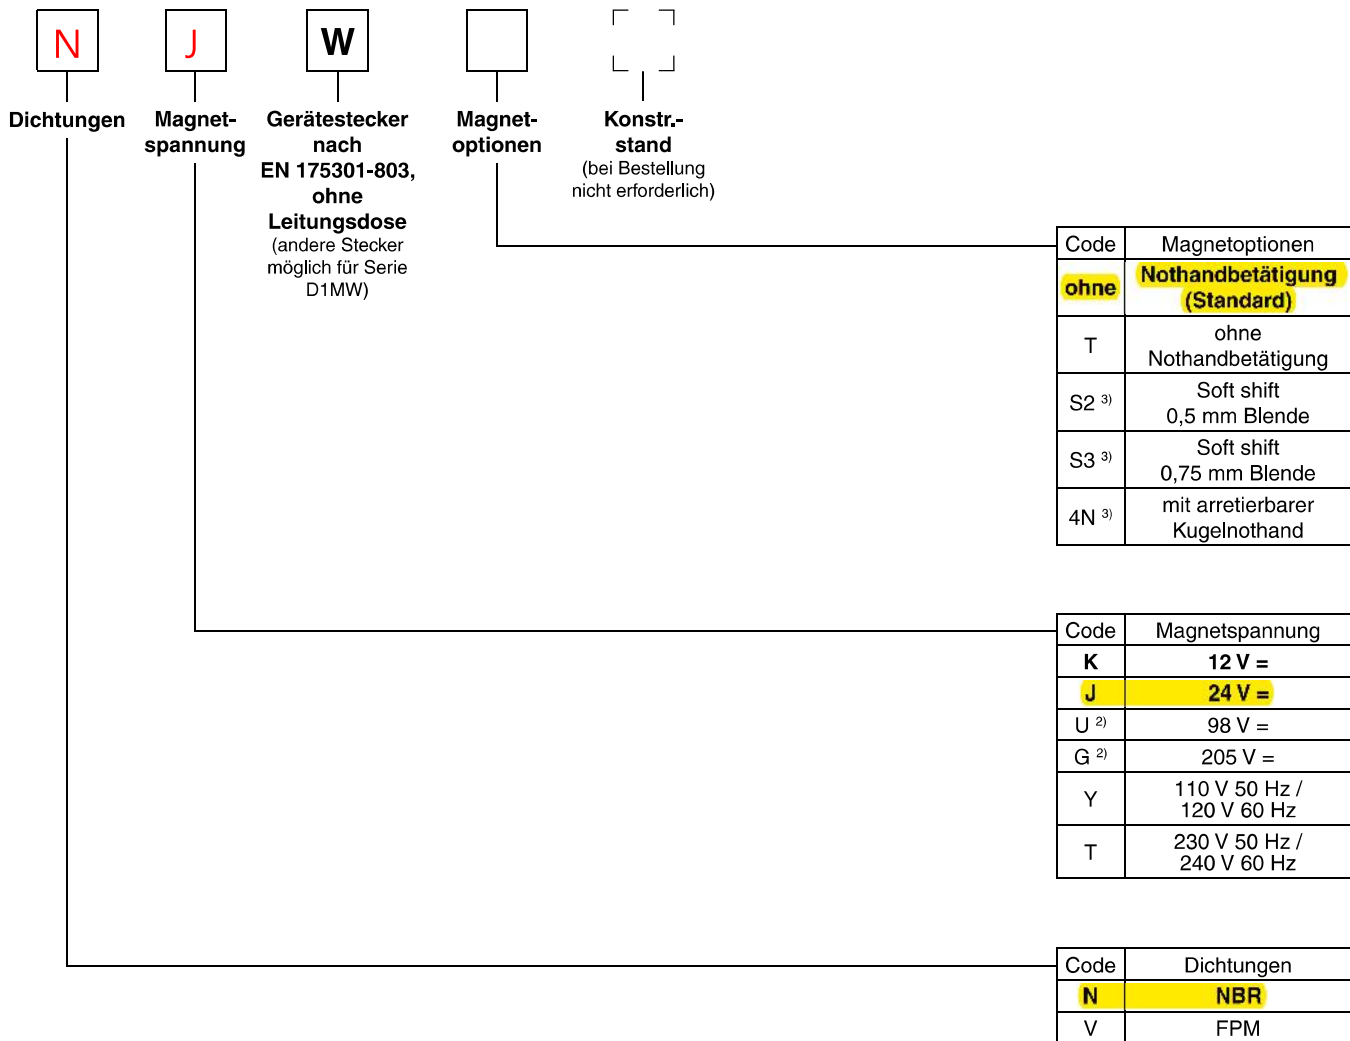 N J W
Dichtungen
Magnet-
spannung
Gerätestecker
nach
EN 175301-803,
ohne
Leitungsdose
(andere Stecker
möglich für Serie
D1MW)
Magnet-
optionen
Konstr.-
stand
(bei Bestellung
nicht erforderlich)
Code Magnetoptionen
ohne Nothandbetätigung
(Standard)
T ohne
Nothandbetätigung
S2 3) Soft shift
0,5 mm Blende
S3 3) Soft shift
0,75 mm Blende
4N 3) mit arretierbarer
Kugelnothand
Code Magnetspannung
K 12 V =
J 24 V =
U 2) 98 V =
G 2) 205 V =
Y 110 V 50 Hz /
120 V 60 Hz
T 230 V 50 Hz /
240 V 60 Hz
Code Dichtungen
N NBR
V FPM